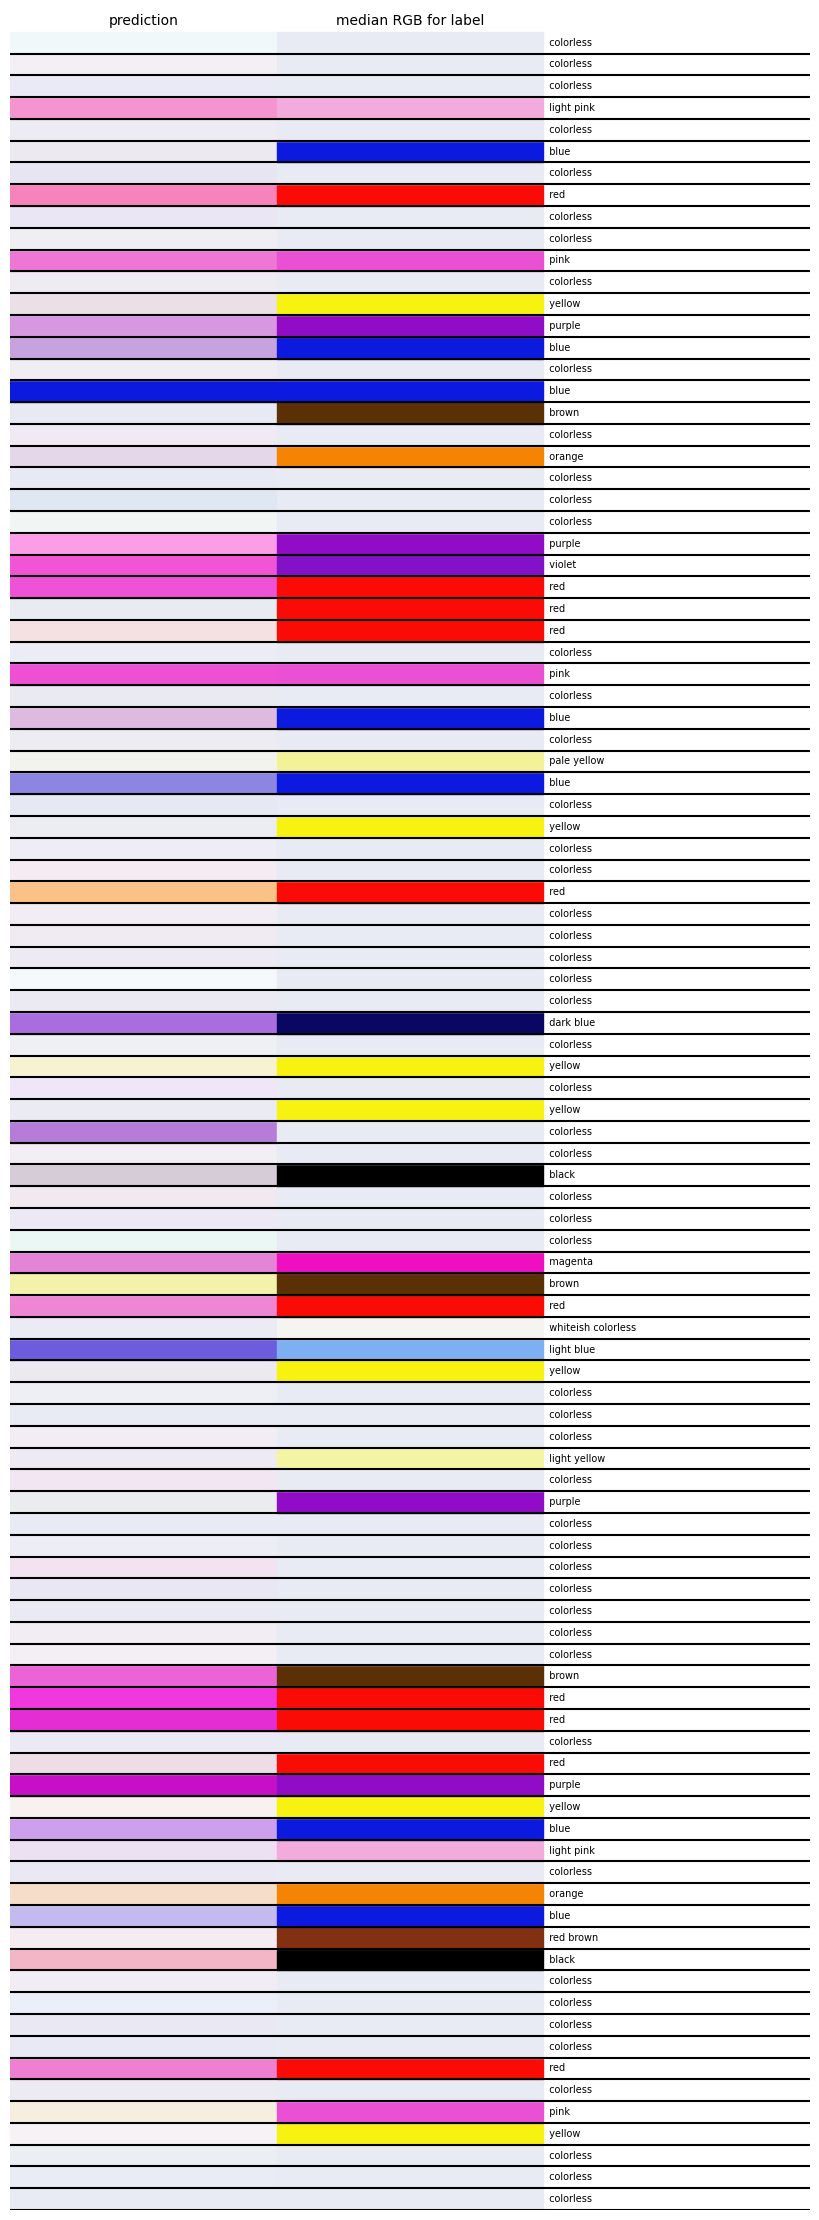 prediction median RGB for label
colorless
colorless
colorless
light pink
colorless
blue
colorless
red
colorless
colorless
pink
colorless
yellow
purple
blue
colorless
blue
brown
colorless
orange
colorless
colorless
colorless
purple
violet
red
red
red
colorless
pink
colorless
blue
colorless
pale yellow
blue
colorless
yellow
colorless
colorless
red
colorless
colorless
colorless
colorless
colorless
dark blue
colorless
yellow
colorless
yellow
colorless
colorless
black
colorless
colorless
colorless
magenta
brown
red
whiteish colorless
light blue
yellow
colorless
colorless
colorless
light yellow
colorless
purple
colorless
colorless
colorless
colorless
colorless
colorless
colorless
brown
red
red
colorless
red
purple
yellow
blue
light pink
colorless
orange
blue
red brown
black
colorless
colorless
colorless
colorless
red
colorless
pink
yellow
colorless
colorless
colorless